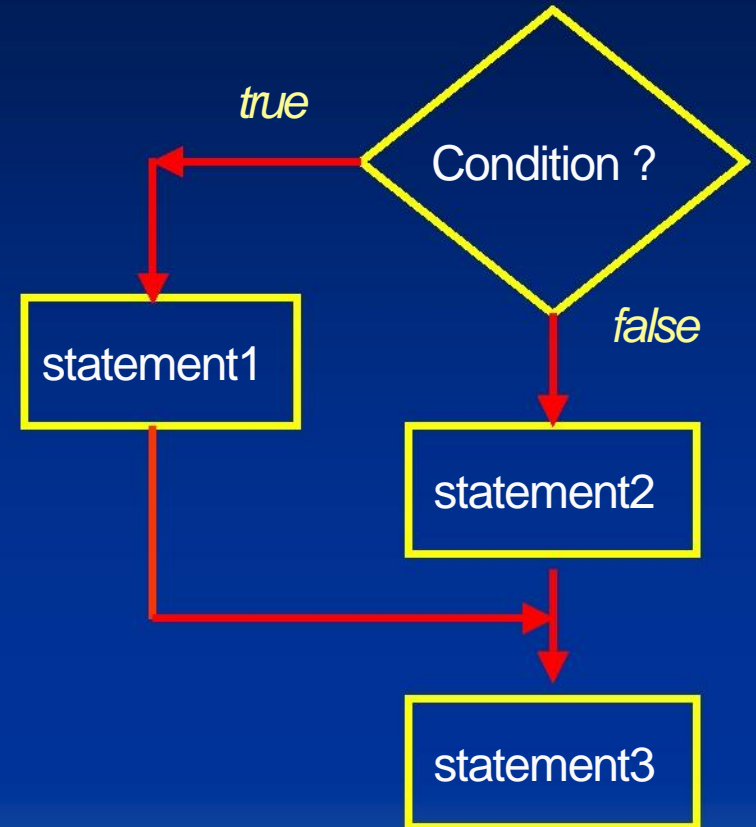 true
Condition ?
false
statement1
statement2
statement3